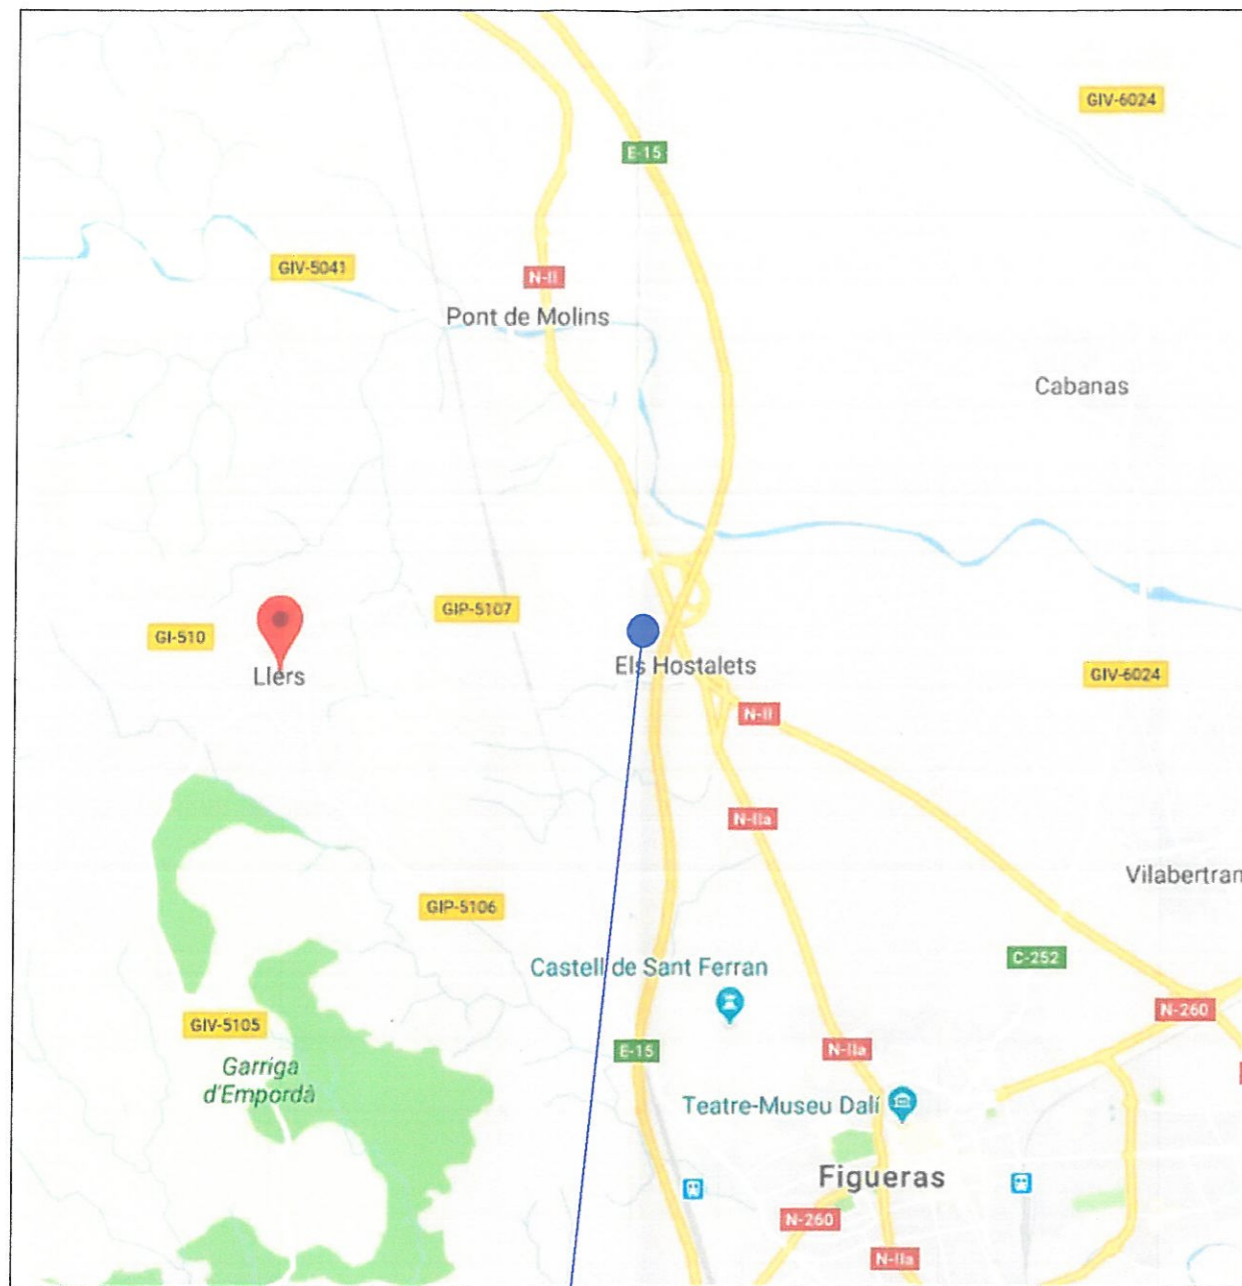 GIV-6024
E-15
GIV-5041
N-II
Pont de Molins
Cabanas
GIP-5107
GI-510
Llers
Els Hostalets
GIV-6024
N-II
N-IIa
Vilabertran
GIP-5106
C-252
Castell de Sant Ferran
N-260
GIV-5105
E-15
N-IIa
Garriga
d'Empordà
Teatre-Museu Dalí
Figueras
N-260
N-IIa